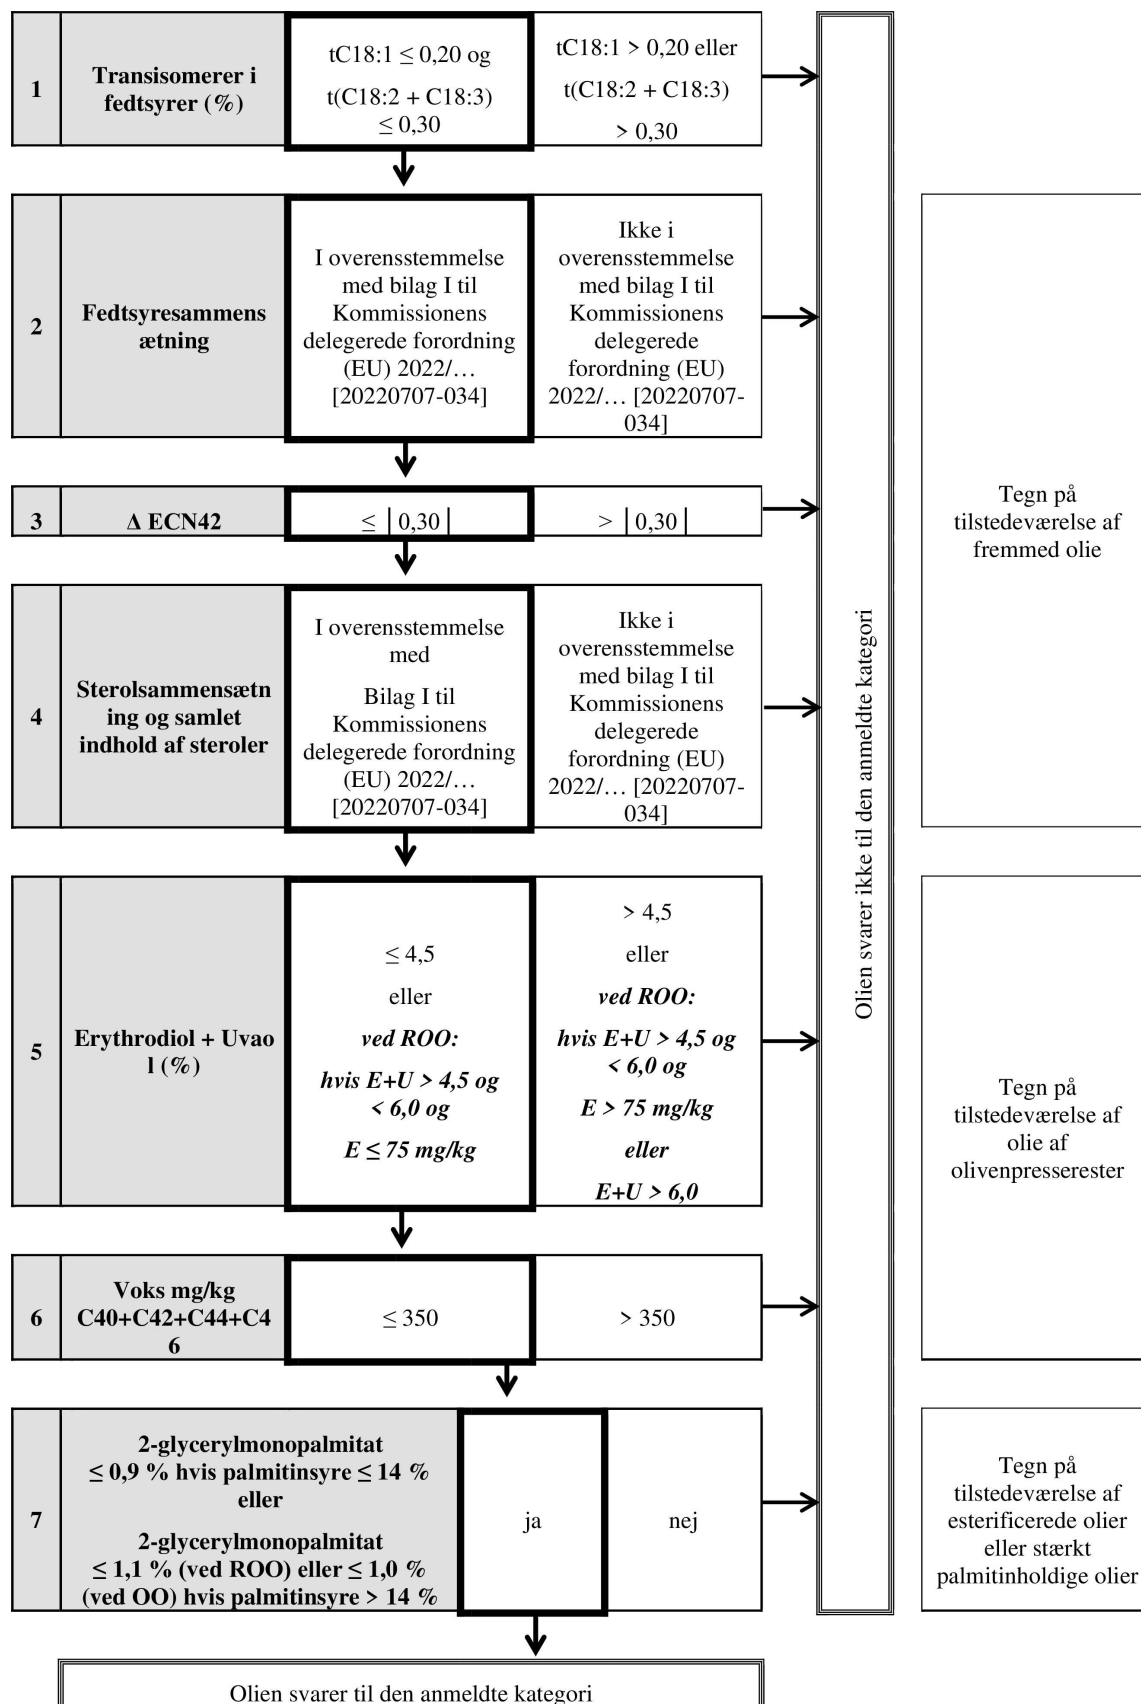 1
Transisomerer i
fedtsyrer (%)
tC18:1 ≤ 0,20 og
t(C18:2 + C18:3)
≤ 0,30
tC18:1 > 0,20 eller
t(C18:2 + C18:3)
> 0,30
2
Fedtsyresammens
ætning
I overensstemmelse
med bilag I til
Kommissionens
delegerede forordning
(EU) 2022/…
[20220707-034]
Ikke i
overensstemmelse
med bilag I til
Kommissionens
delegerede
forordning (EU)
2022/… [20220707-
034]
3
Δ ECN42
≤ |0,30|
> |0,30|
4
Sterolsammensætn
ing og samlet
indhold af steroler
I overensstemmelse
med
Bilag I til
Kommissionens
delegerede forordning
(EU) 2022/…
[20220707-034]
Ikke i
overensstemmelse
med bilag I til
Kommissionens
delegerede
forordning (EU)
2022/… [20220707-
034]
Tegn på
tilstedeværelse af
fremmed olie
5
Erythrodiol + Uvao
l (%)
≤ 4,5
eller
ved ROO:
hvis E+U > 4,5 og
< 6,0 og
E ≤ 75 mg/kg
> 4,5
eller
ved ROO:
hvis E+U > 4,5 og
< 6,0 og
E > 75 mg/kg
eller
E+U > 6,0
6
Voks mg/kg
C40+C42+C44+C4
6
≤ 350
> 350
Tegn på
tilstedeværelse af
olie af
olivenpresserester
7
2-glycerylmonopalmitat
≤ 0,9 % hvis palmitinsyre ≤ 14 %
eller
2-glycerylmonopalmitat
≤ 1,1 % (ved ROO) eller ≤ 1,0 %
(ved OO) hvis palmitinsyre > 14 %
ja
nej
Tegn på
tilstedeværelse af
esterificerede olier
eller stærkt
palmitinholdige olier
Olien svarer ikke til den anmeldte kategori
Olien svarer til den anmeldte kategori